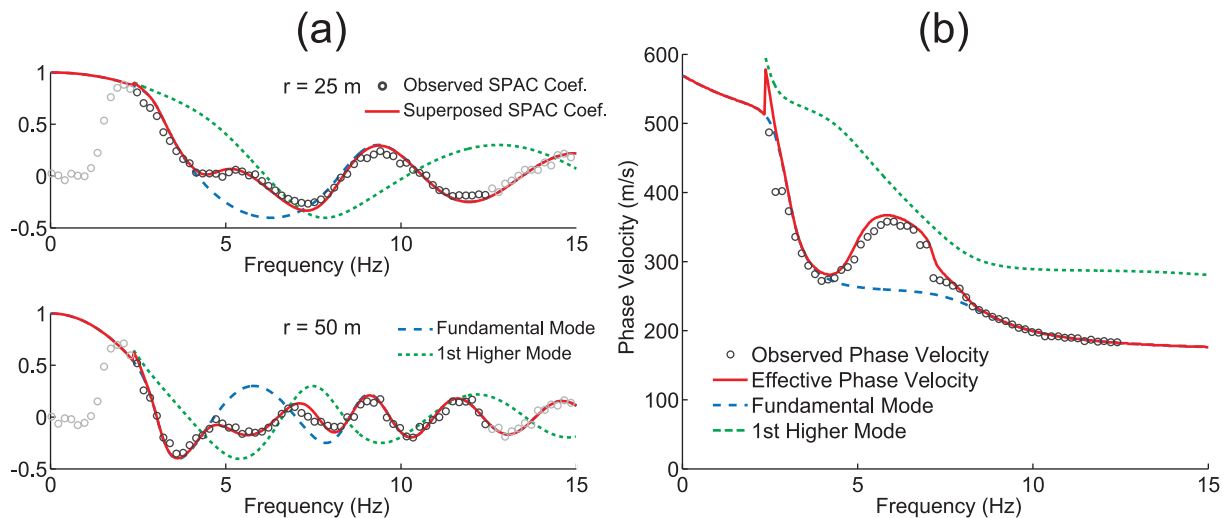 (a)
1
0.5
0
-0.5
0
5
10
15
Frequency (Hz)
r = 25 m
Observed SPAC Coef.
Superposed SPAC Coef.
1
0.5
0
-0.5
0
5
10
15
Frequency (Hz)
r = 50 m
Fundamental Mode
1st Higher Mode
(b)
600
500
400
300
200
100
0
Phase Velocity (m/s)
0
5
10
15
Frequency (Hz)
Observed Phase Velocity
Effective Phase Velocity
Fundamental Mode
1st Higher Mode